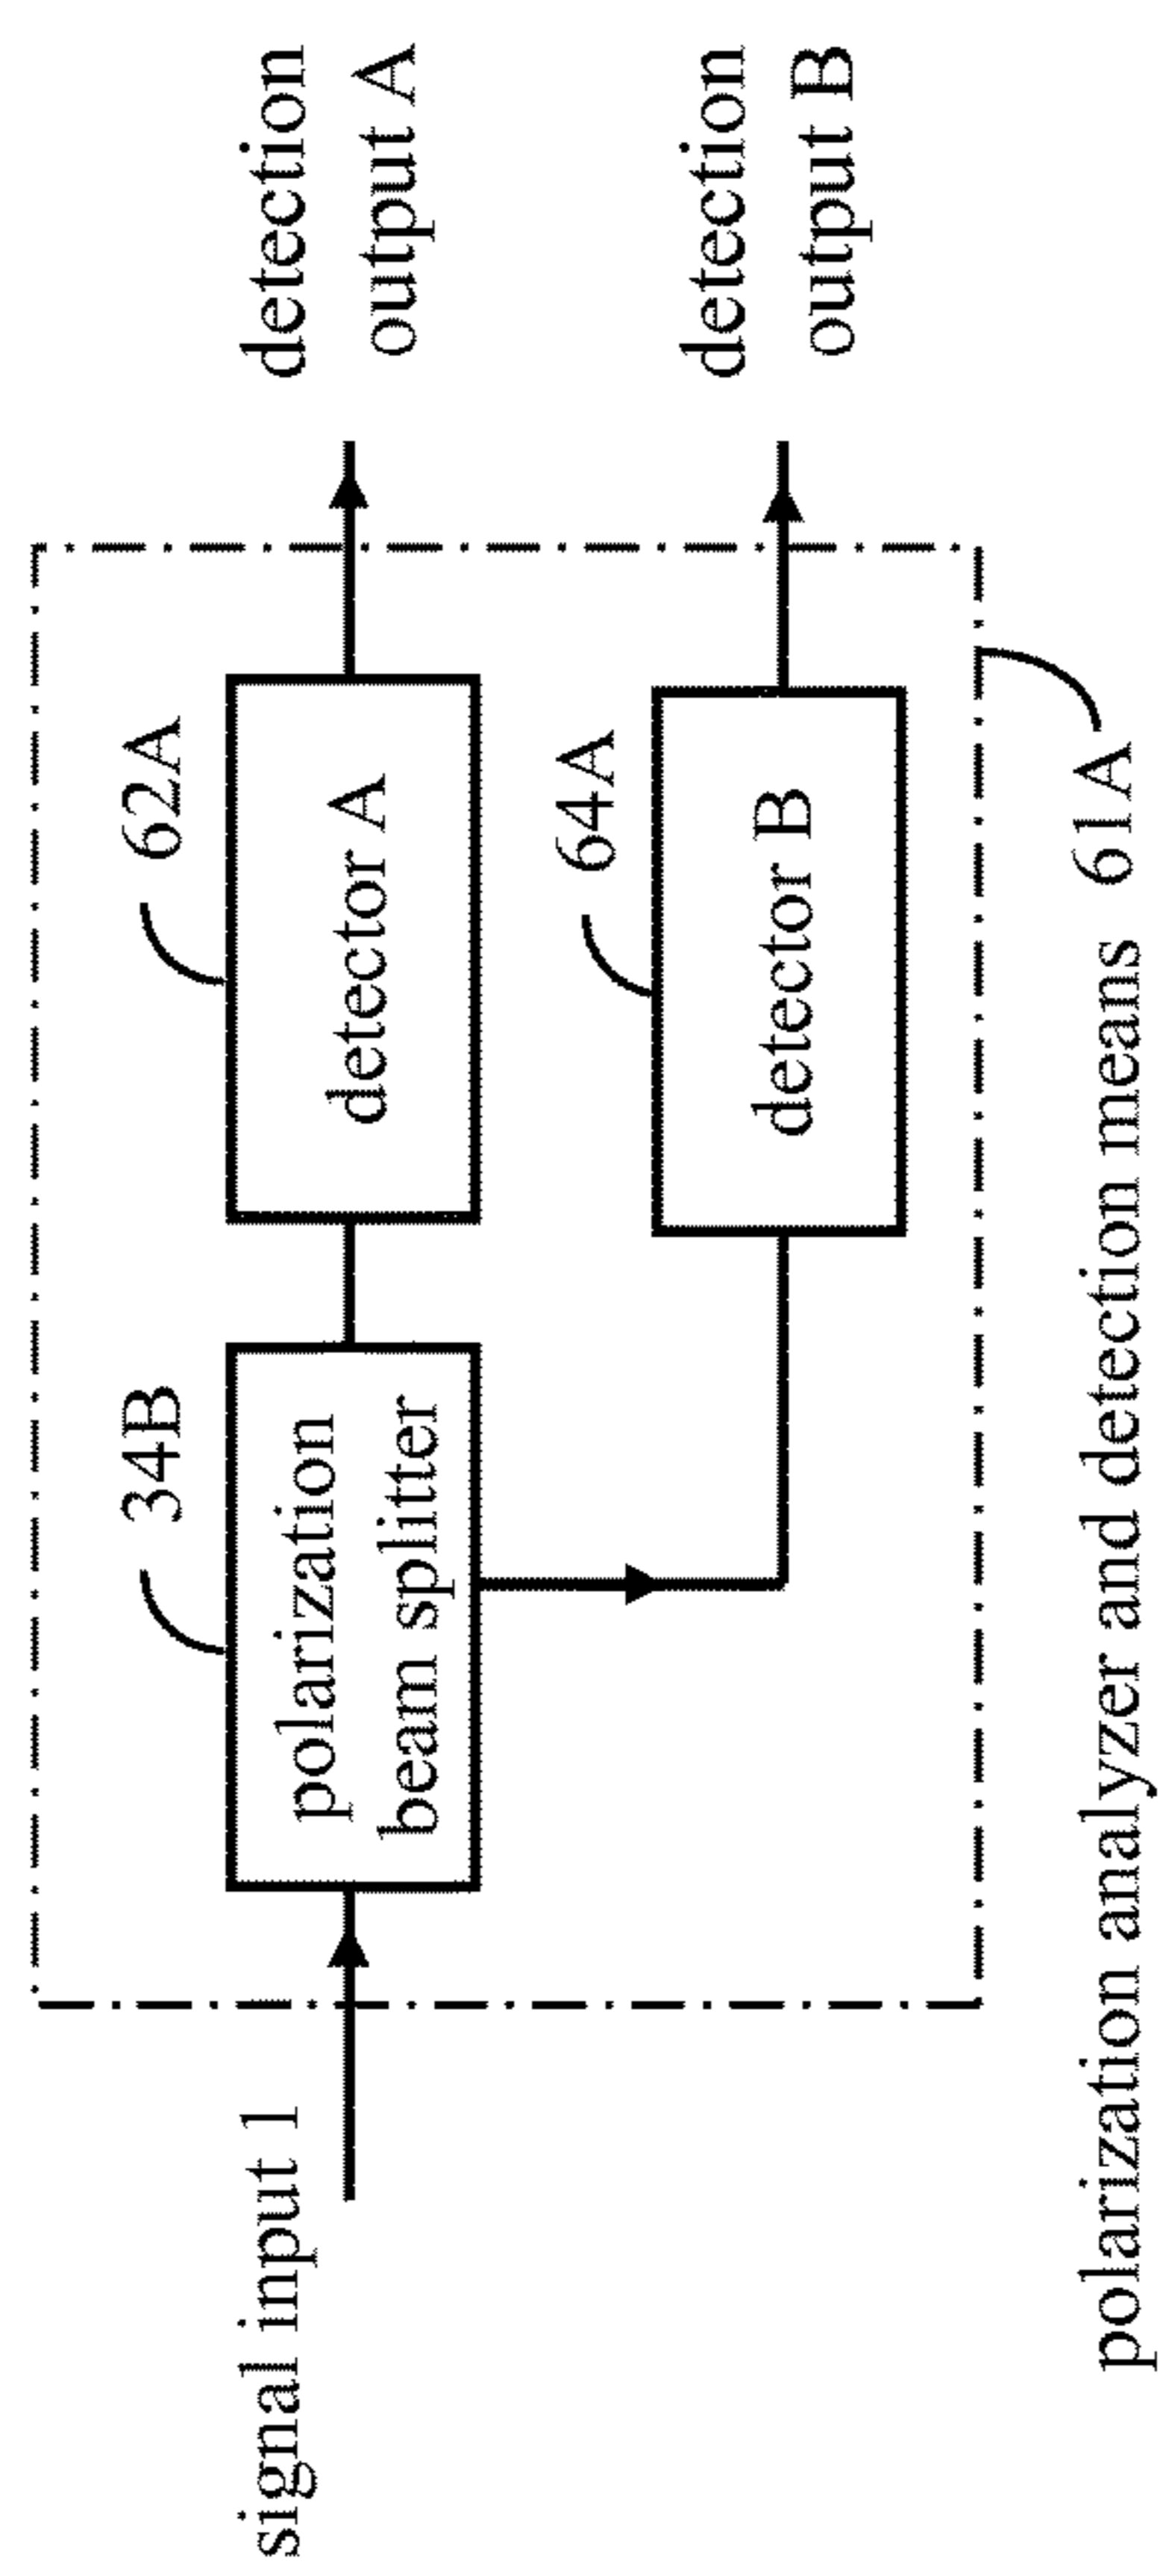 signal input 1
34B
polarization
beam splitter
62A
detector A
detection
output A
64A
detector B
detection
output B
polarization analyzer and detection means 61A